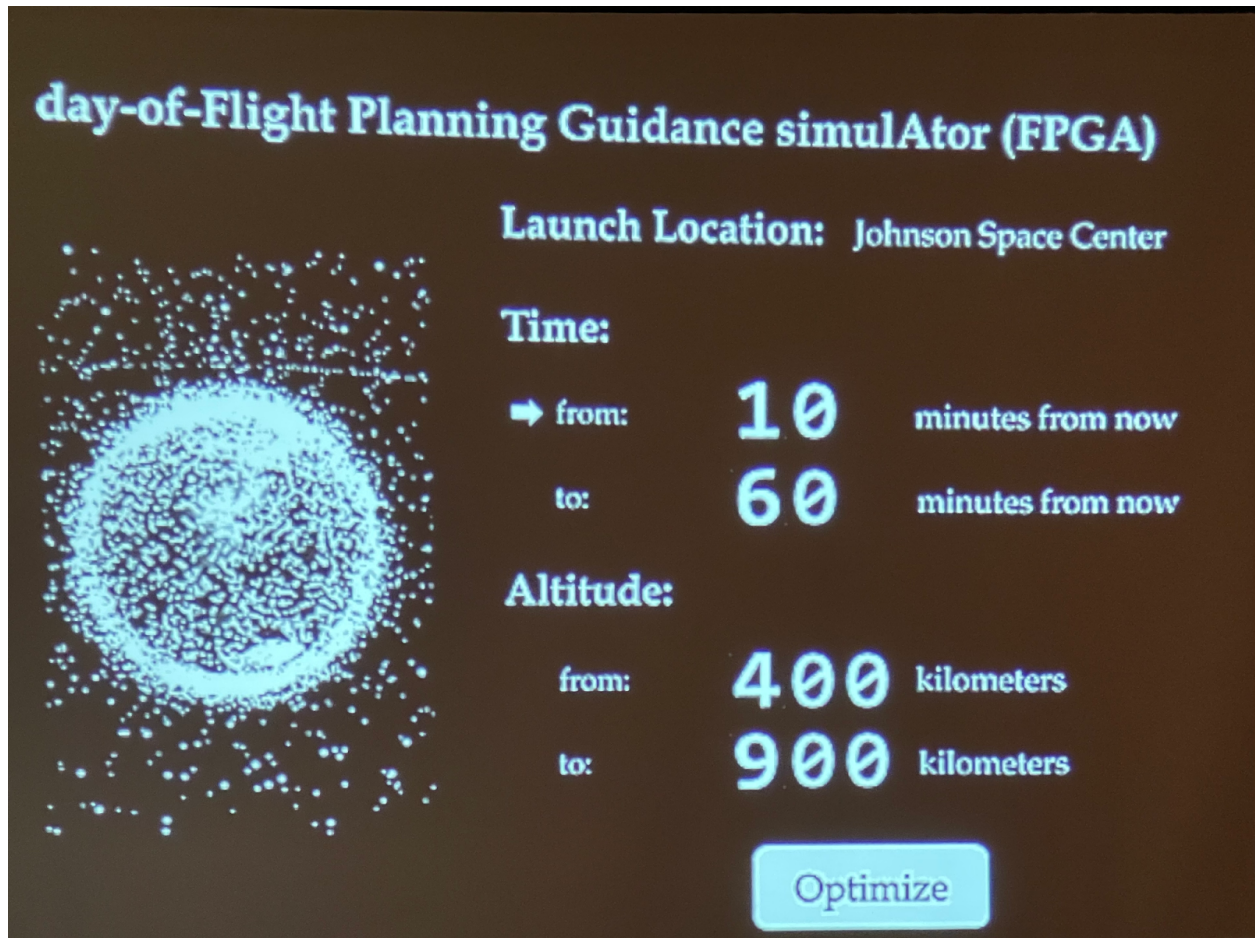 day-of-Flight Planning Guidance simulAtor (FPGA)
Launch Location: Johnson Space Center
Time:
from: 10 minutes from now
to: 60 minutes from now
Altitude:
from: 400 kilometers
to: 900 kilometers
Optimize